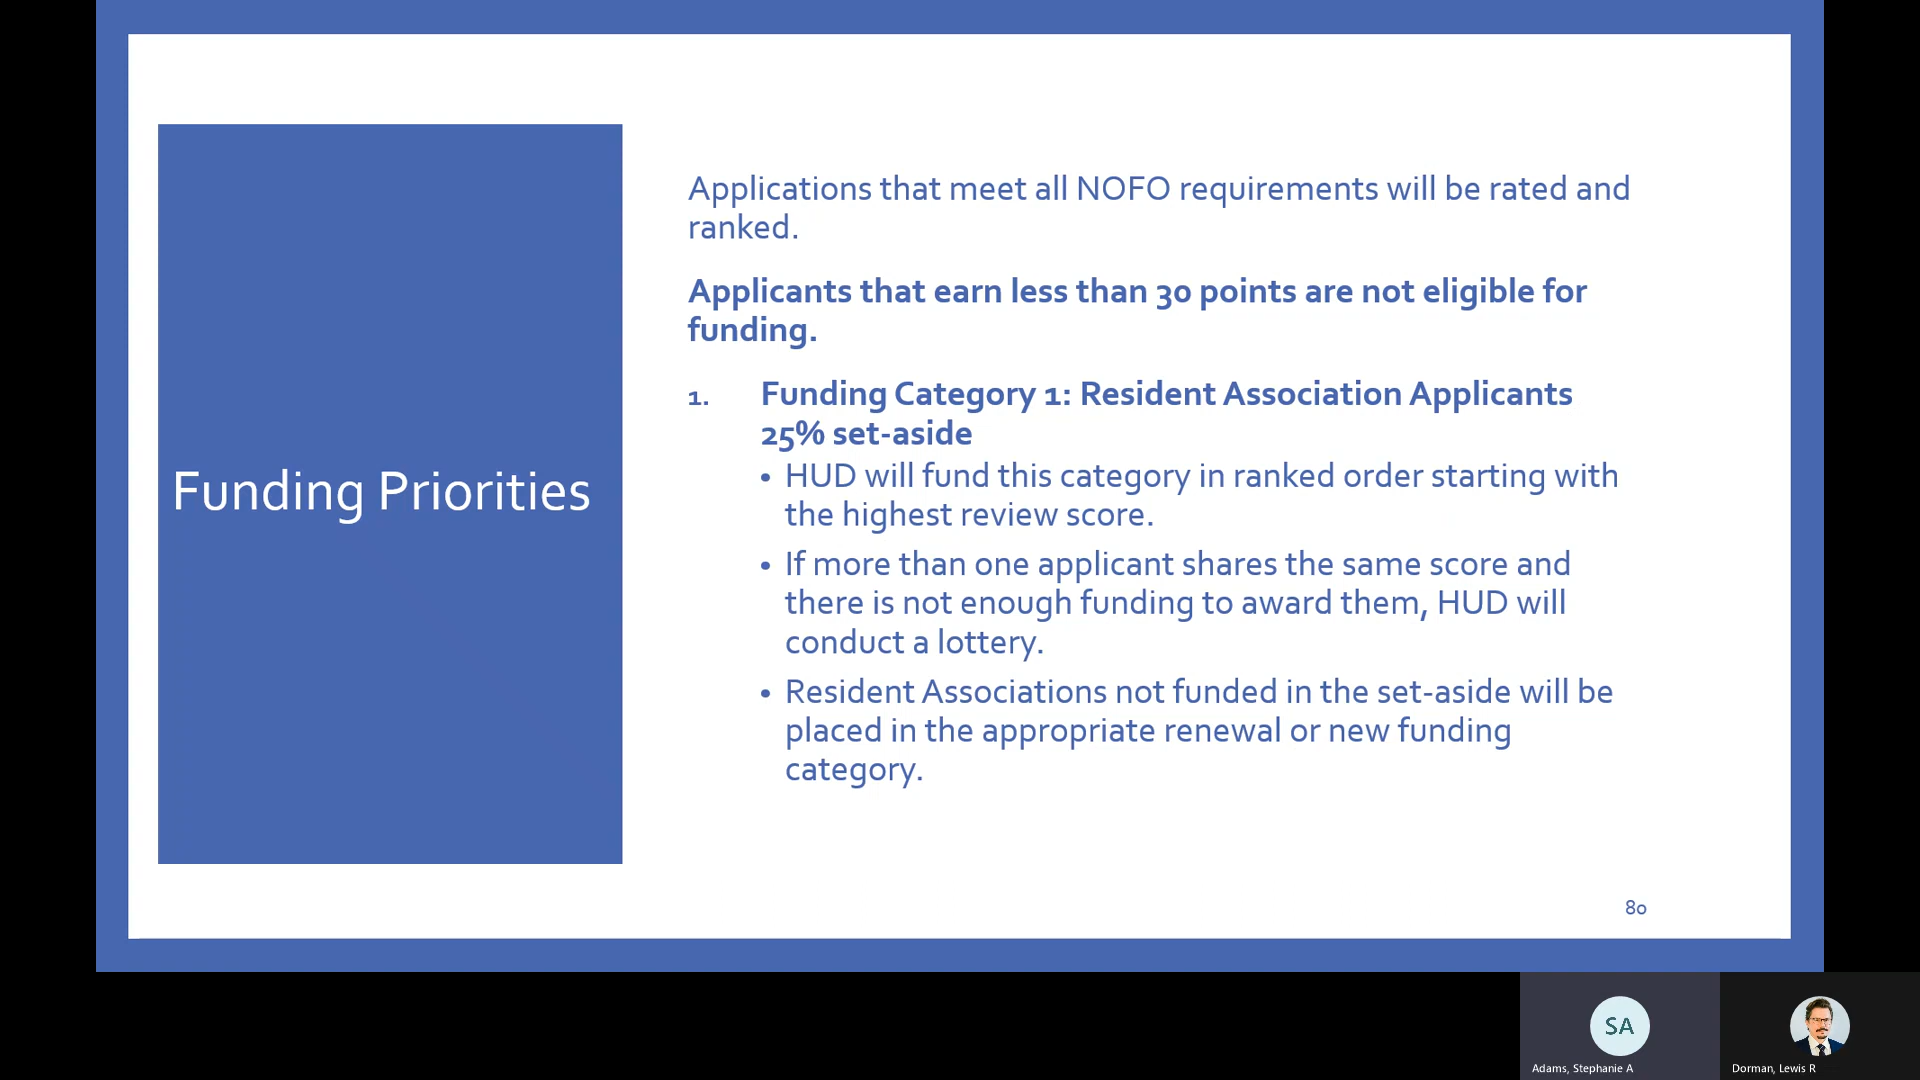 Funding Priorities
Applications that meet all NOFO requirements will be rated and
ranked.
Applicants that earn less than 30 points are not eligible for
funding.
1. Funding Category 1: Resident Association Applicants
25% set-aside
• HUD will fund this category in ranked order starting with
the highest review score.
• If more than one applicant shares the same score and
there is not enough funding to award them, HUD will
conduct a lottery.
• Resident Associations not funded in the set-aside will be
placed in the appropriate renewal or new funding
category.
80
SA
Adams, Stephanie A
Dorman, Lewis R